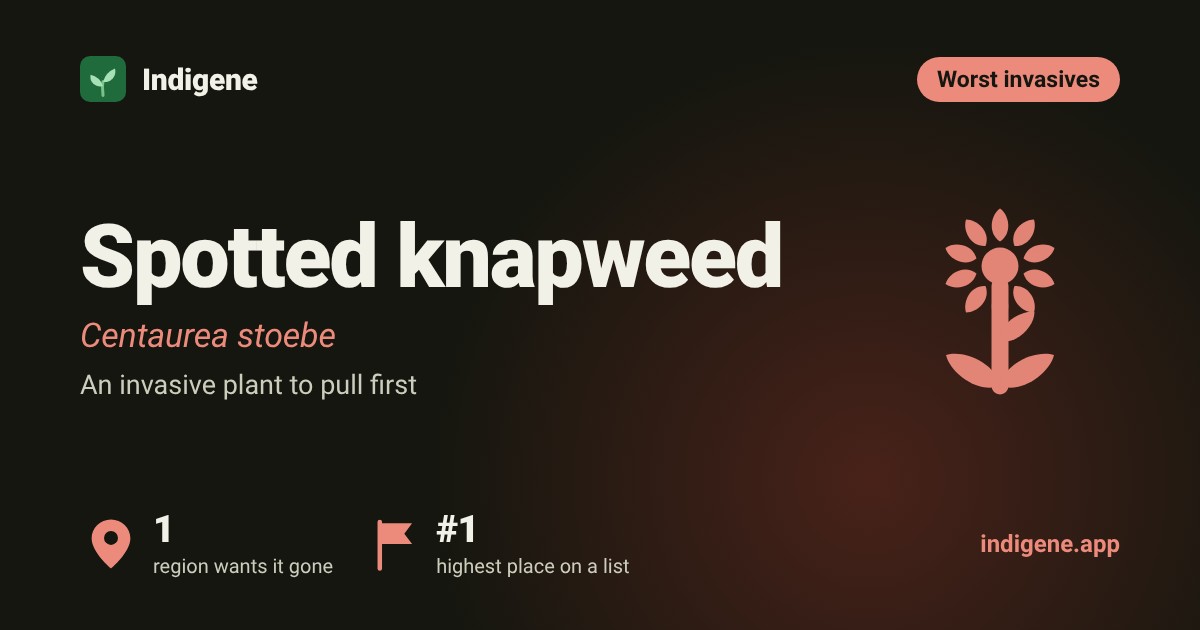 Indigene
Worst invasives
Spotted knapweed
Centaurea stoebe
An invasive plant to pull first
1
region wants it gone
#1
highest place on a list
indigene.app